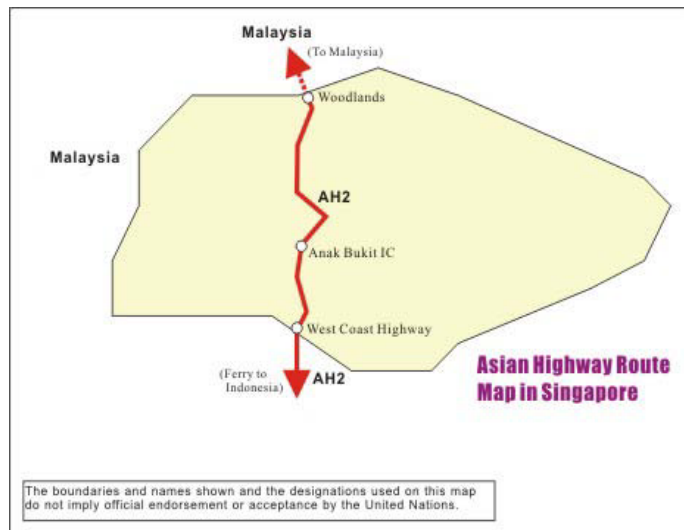 Malaysia
(To Malaysia)
Woodlands
Malaysia
AH2
Anak Bukit IC
West Coast Highway
(Ferry to
Indonesia)
AH2
Asian Highway Route
Map in Singapore
The boundaries and names shown and the designations used on this map
do not imply official endorsement or acceptance by the United Nations.